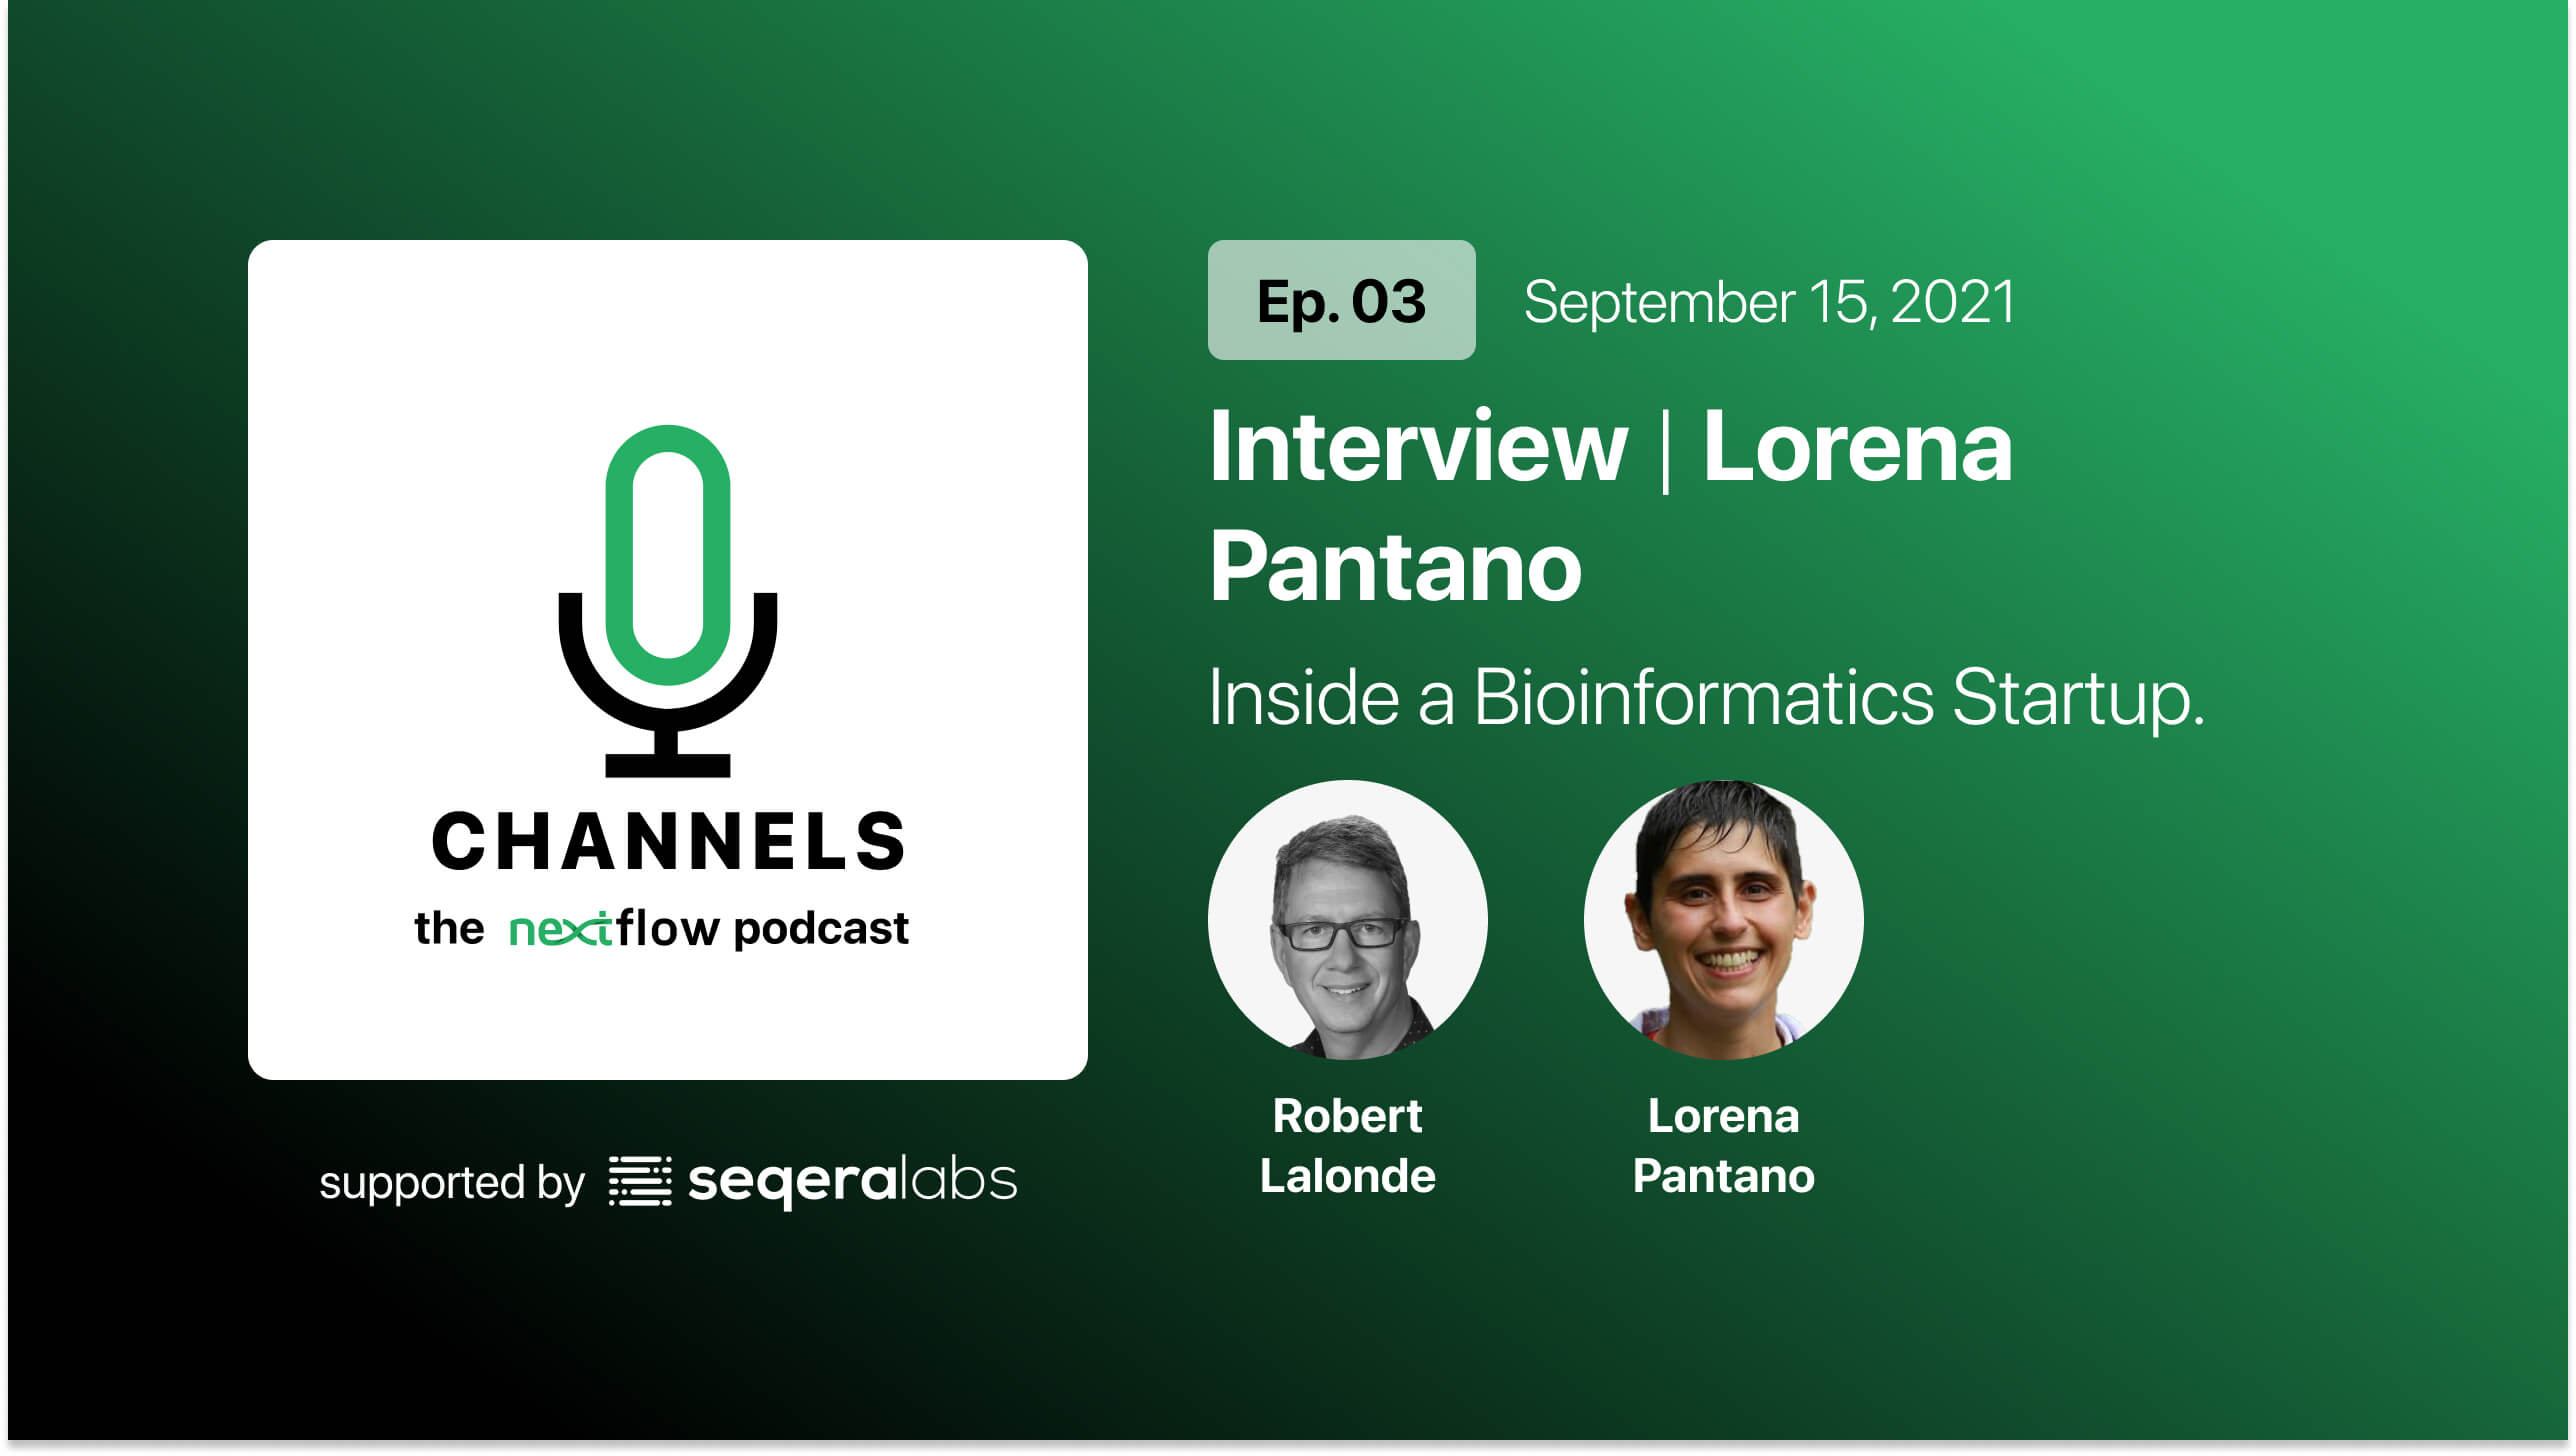 CHANNELS
the nextflow podcast
supported by seqeralabs
Ep. 03
September 15, 2021
Interview | Lorena
Pantano
Inside a Bioinformatics Startup.
Robert
Lalonde
Lorena
Pantano